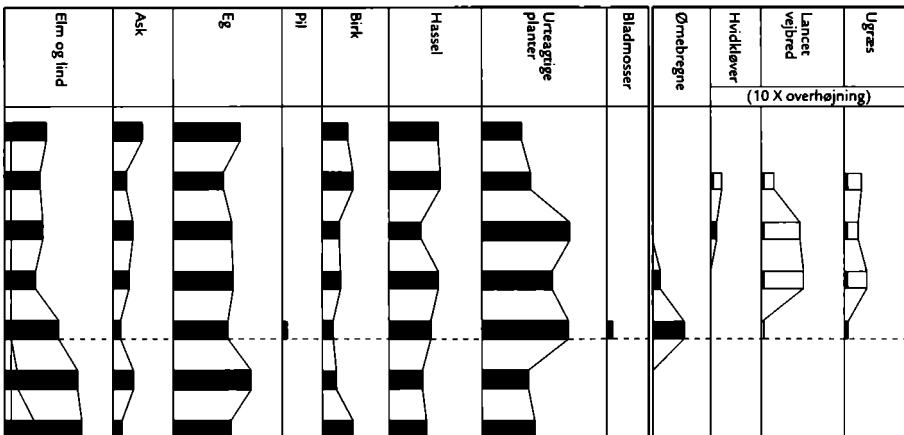 Elm og lind
Ask
Eg
Pil
Birk
Hassel
Urteagtige
planter
Bladmosser
Ørnebregne
Hvidkløver
Lancet
vejbred
Ugræs
(10 X overhøjning)